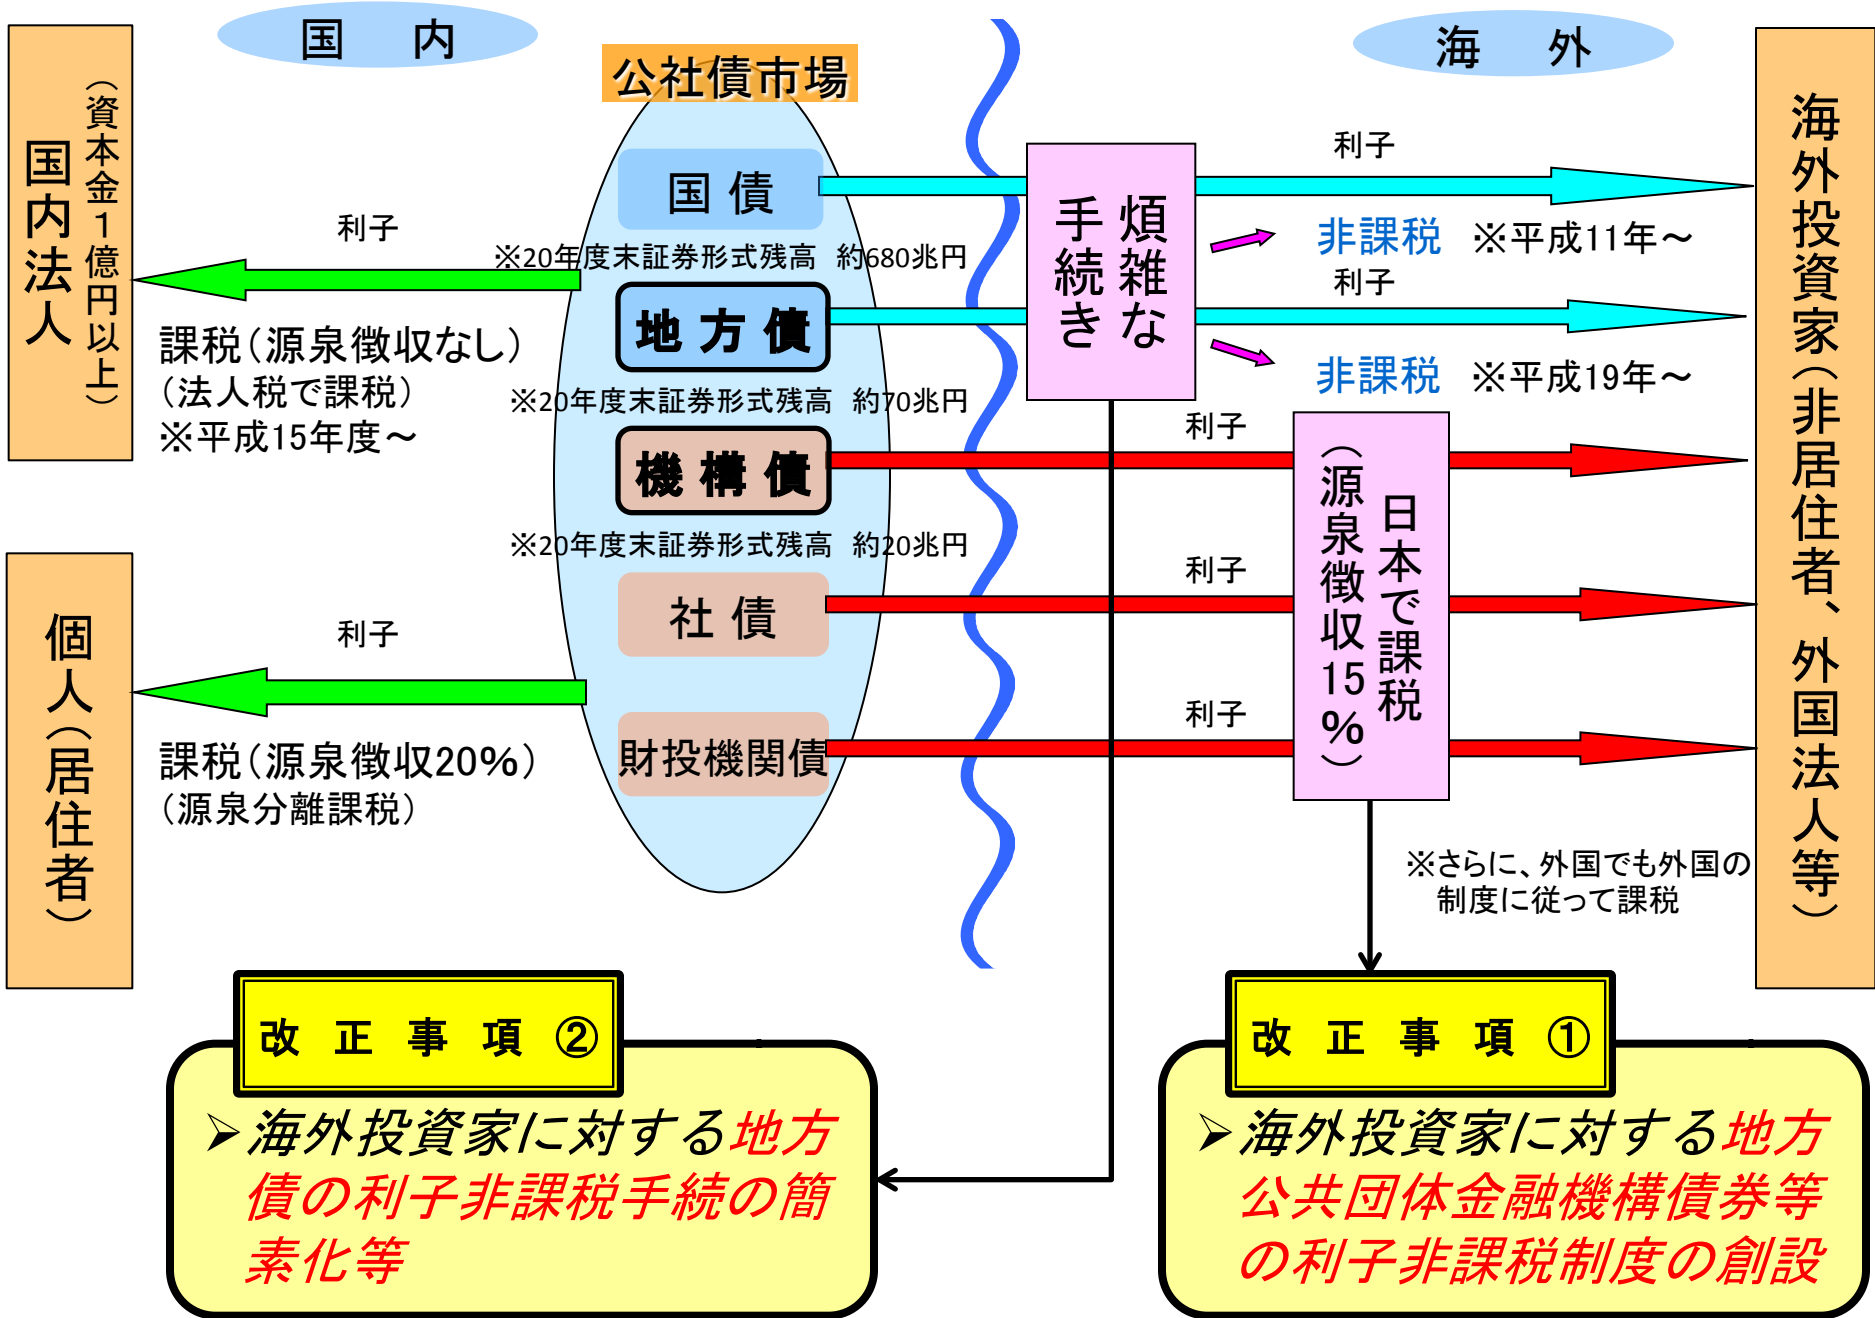 国内
海外
公社債市場
国内法人
（資本金１億円以上）
個人（居住者）
利子
課税（源泉徴収なし）
（法人税で課税）
※平成15年度～
利子
課税（源泉徴収20％）
（源泉分離課税）
国債
※20年度末証券形式残高 約680兆円
地方債
※20年度末証券形式残高 約70兆円
機構債
※20年度末証券形式残高 約20兆円
社債
財投機関債
煩雑な
手続き
利子
非課税 ※平成11年～
利子
非課税 ※平成19年～
利子
利子
利子
日本で課税
（源泉徴収15％）
※さらに、外国でも外国の
制度に従って課税
海外投資家（非居住者、外国法人等）
改正事項②
➢海外投資家に対する地方
債の利子非課税手続の簡
素化等
改正事項①
➢海外投資家に対する地方
公共団体金融機構債券等
の利子非課税制度の創設